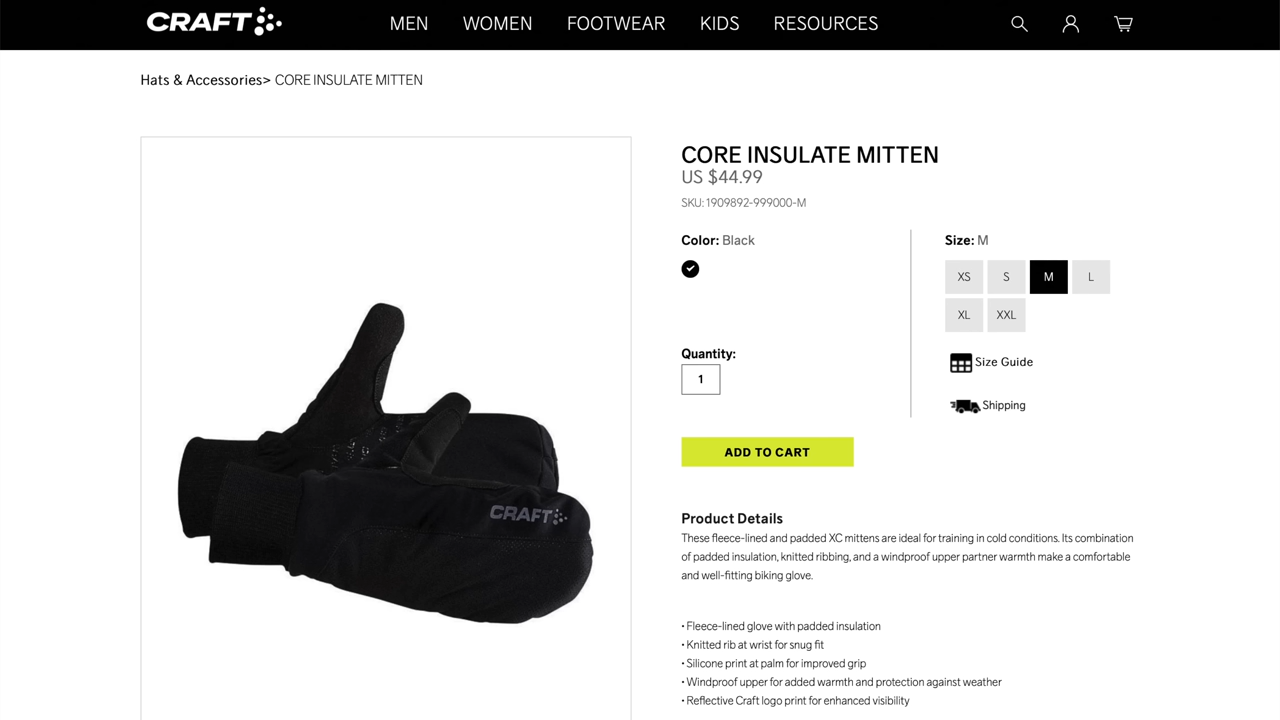 CRAFT
MEN WOMEN FOOTWEAR KIDS RESOURCES
Hats & Accessories> CORE INSULATE MITTEN
CRAFT
CORE INSULATE MITTEN
US $44.99
SKU: 1909892-999000-M
Color: Black
Size: M
XS S M L
XL XXL
Quantity:
1
Size Guide
Shipping
ADD TO CART
Product Details
These fleece-lined and padded XC mittens are ideal for training in cold conditions. Its combination
of padded insulation, knitted ribbing, and a windproof upper partner warmth make a comfortable
and well-fitting biking glove.
• Fleece-lined glove with padded insulation
• Knitted rib at wrist for snug fit
• Silicone print at palm for improved grip
• Windproof upper for added warmth and protection against weather
• Reflective Craft logo print for enhanced visibility